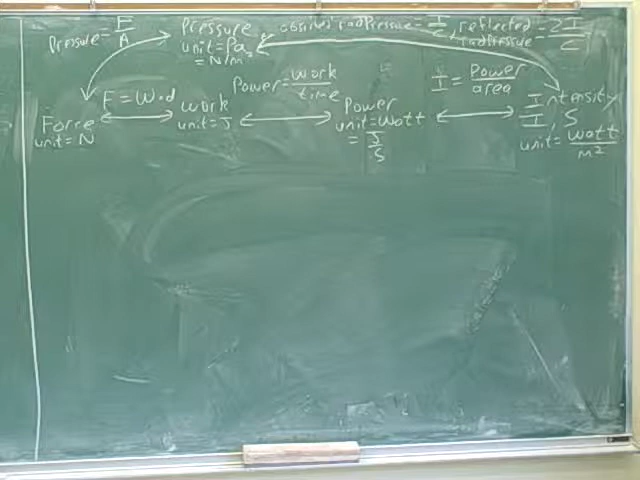 Pressure = F/A
Pressure
unit = Pa
= N/m²
absorbed radPressure = I/c, reflected radPressure = 2I/c
F = W·d
Power = work/time
I = Power/area
Force
unit = N
work
unit = J
Power
unit = Watt
= J/s
Intensity
I, S
unit = Watt/m²